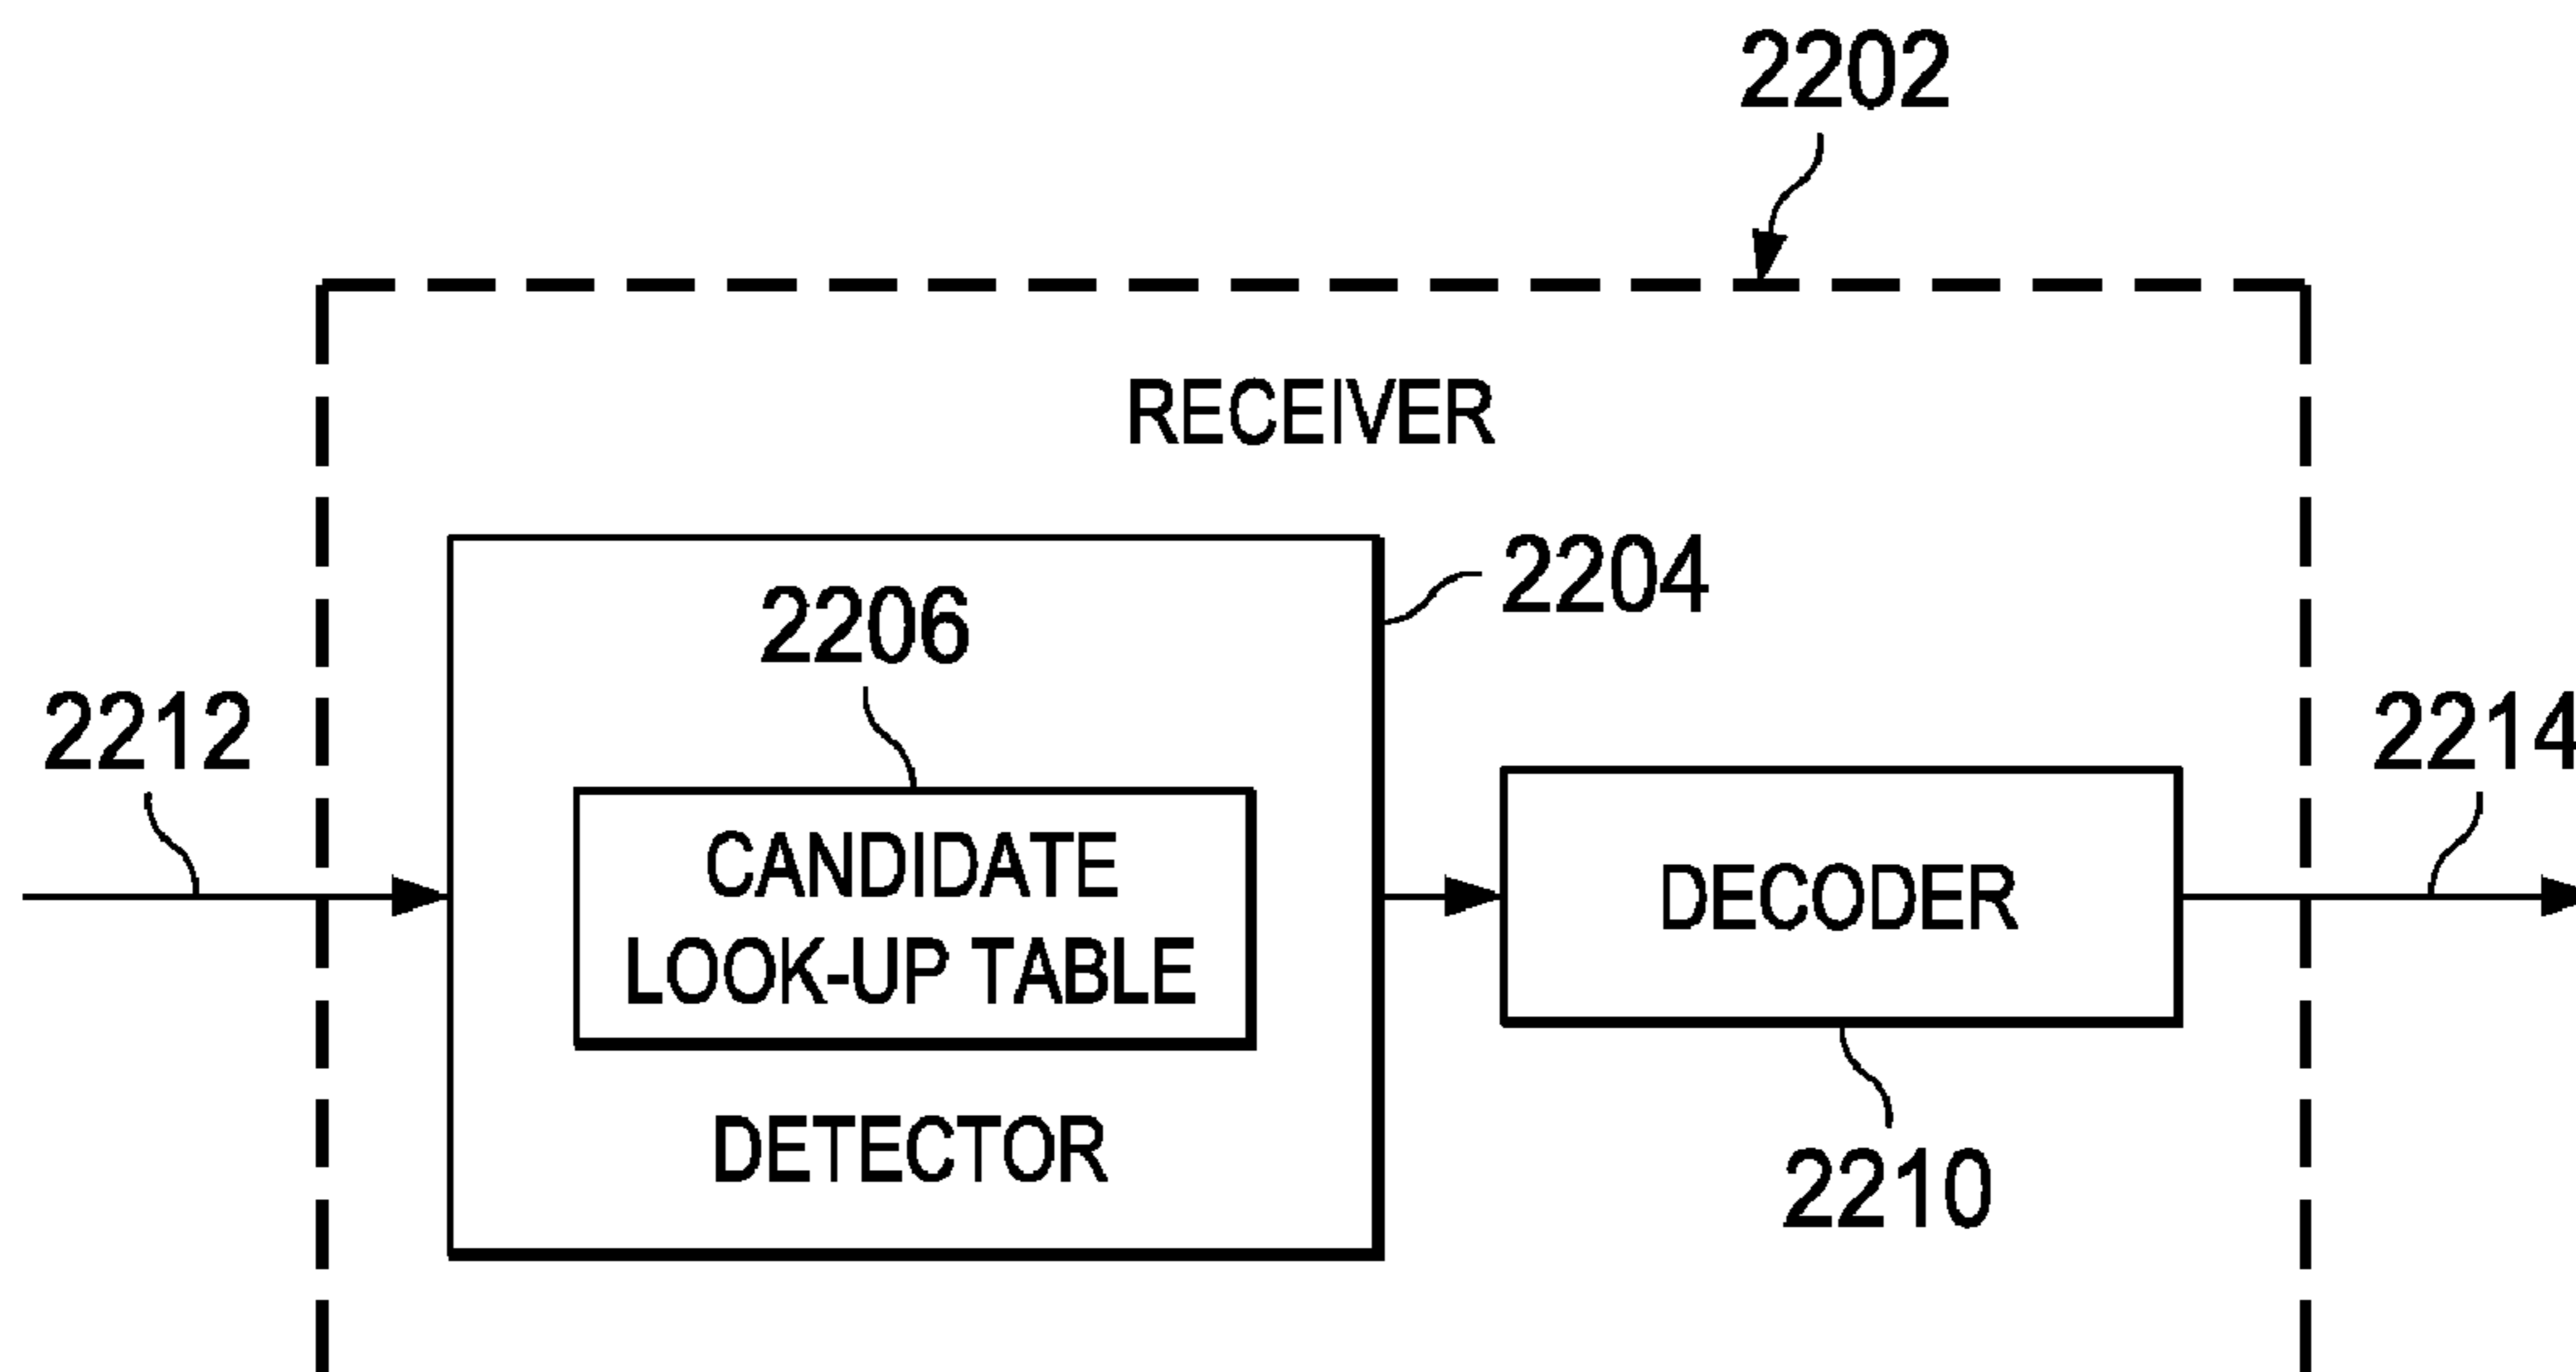 2202
RECEIVER
2204
2206
2212
2214
CANDIDATE
LOOK-UP TABLE
DECODER
DETECTOR
2210